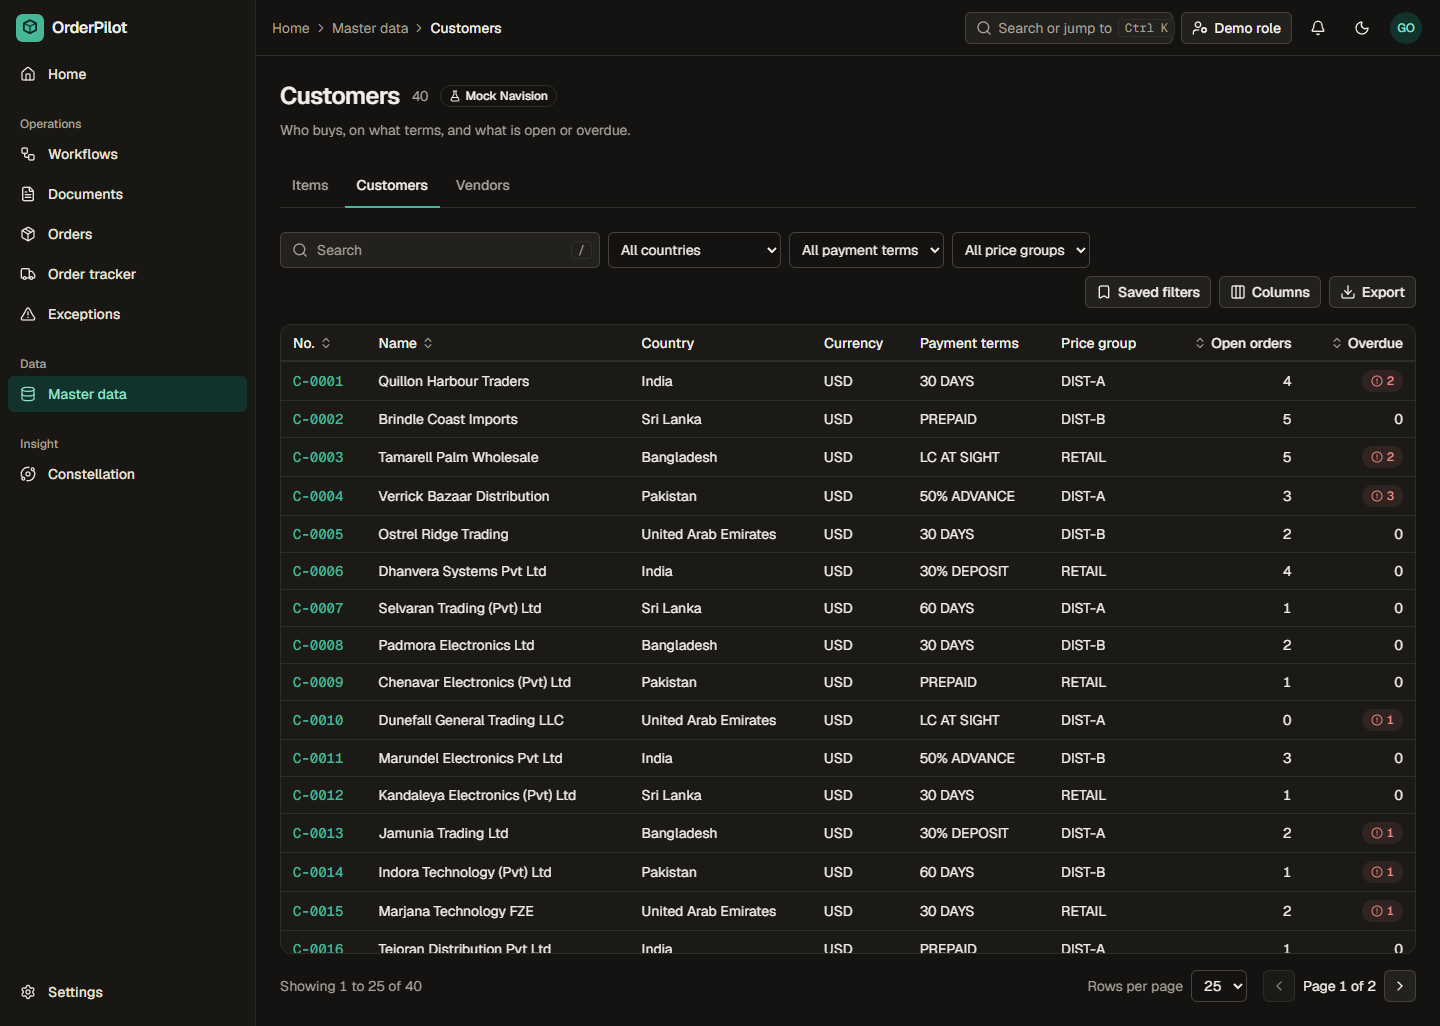 OrderPilot
Home
Operations
Workflows
Documents
Orders
Order tracker
Exceptions
Data
Master data
Insight
Constellation
Settings
Home > Master data > Customers
Search or jump to Ctrl K
Demo role
GO
Customers 40 Mock Navision
Who buys, on what terms, and what is open or overdue.
Items Customers Vendors
Search /
All countries
All payment terms
All price groups
Saved filters
Columns
Export
No. Name Country Currency Payment terms Price group Open orders Overdue
C-0001 Quillon Harbour Traders India USD 30 DAYS DIST-A 4 2
C-0002 Brindle Coast Imports Sri Lanka USD PREPAID DIST-B 5 0
C-0003 Tamarell Palm Wholesale Bangladesh USD LC AT SIGHT RETAIL 5 2
C-0004 Verrick Bazaar Distribution Pakistan USD 50% ADVANCE DIST-A 3 3
C-0005 Ostrel Ridge Trading United Arab Emirates USD 30 DAYS DIST-B 2 0
C-0006 Dhanvera Systems Pvt Ltd India USD 30% DEPOSIT RETAIL 4 0
C-0007 Selvaran Trading (Pvt) Ltd Sri Lanka USD 60 DAYS DIST-A 1 0
C-0008 Padmora Electronics Ltd Bangladesh USD 30 DAYS DIST-B 2 0
C-0009 Chenavar Electronics (Pvt) Ltd Pakistan USD PREPAID RETAIL 1 0
C-0010 Dunefall General Trading LLC United Arab Emirates USD LC AT SIGHT DIST-A 0 1
C-0011 Marundel Electronics Pvt Ltd India USD 50% ADVANCE DIST-B 3 0
C-0012 Kandaleya Electronics (Pvt) Ltd Sri Lanka USD 30 DAYS RETAIL 1 0
C-0013 Jamunia Trading Ltd Bangladesh USD 30% DEPOSIT DIST-A 2 1
C-0014 Indora Technology (Pvt) Ltd Pakistan USD 60 DAYS DIST-B 1 1
C-0015 Marjana Technology FZE United Arab Emirates USD 30 DAYS RETAIL 2 1
C-0016 Tejoran Distribution Pvt Ltd India USD PREPAID DIST-A 1 0
Showing 1 to 25 of 40
Rows per page 25
Page 1 of 2